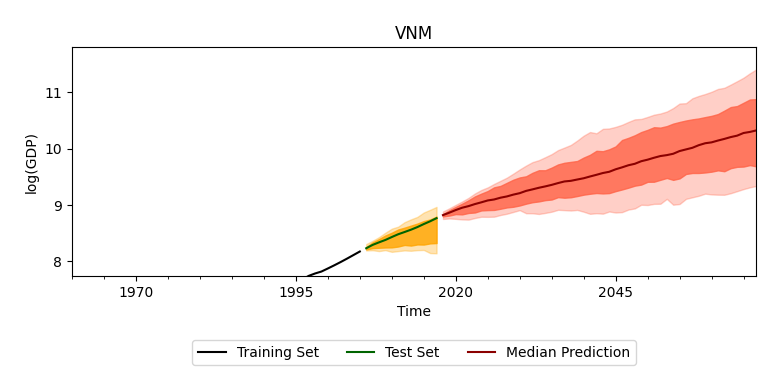 VNM
log(GDP)
11
10
9
8
1970
1995
2020
2045
Time
Training Set
Test Set
Median Prediction